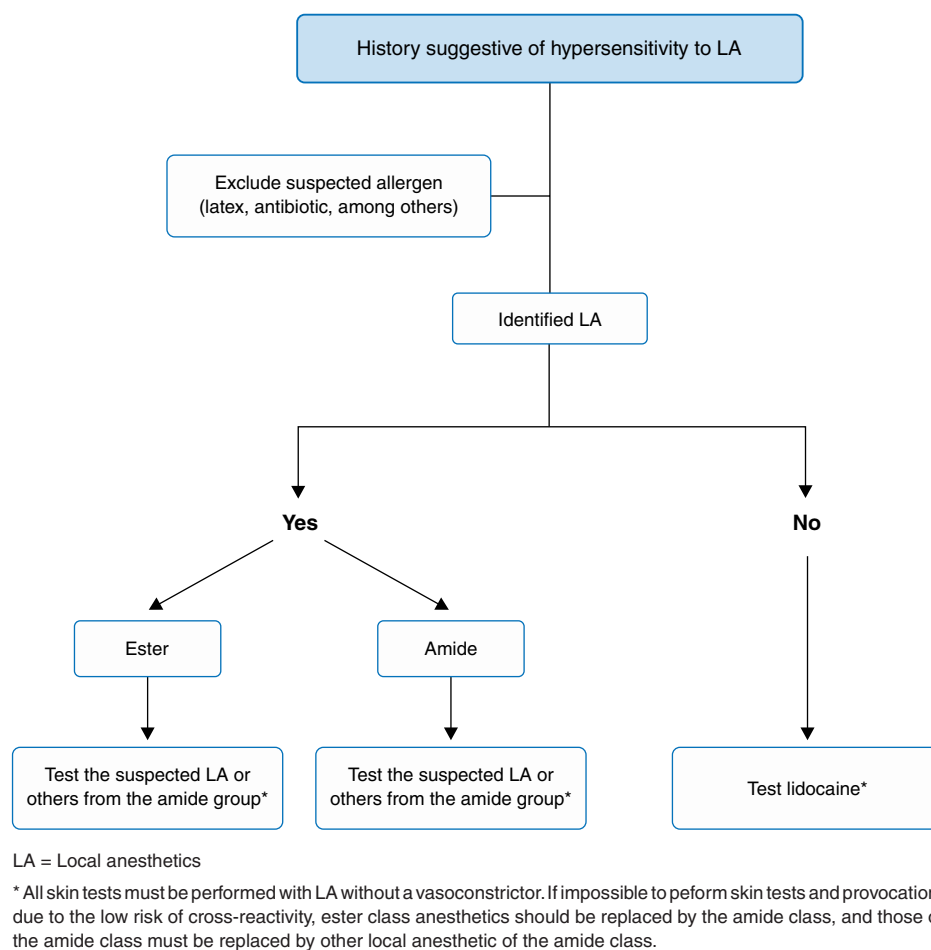 History suggestive of hypersensitivity to LA
Exclude suspected allergen
(latex, antibiotic, among others)
Identified LA
Yes
No
Ester
Amide
Test the suspected LA or
others from the amide group*
Test the suspected LA or
others from the amide group*
Test lidocaine*
LA = Local anesthetics
* All skin tests must be performed with LA without a vasoconstrictor. If impossible to peform skin tests and provocation
due to the low risk of cross-reactivity, ester class anesthetics should be replaced by the amide class, and those
the amide class must be replaced by other local anesthetic of the amide class.